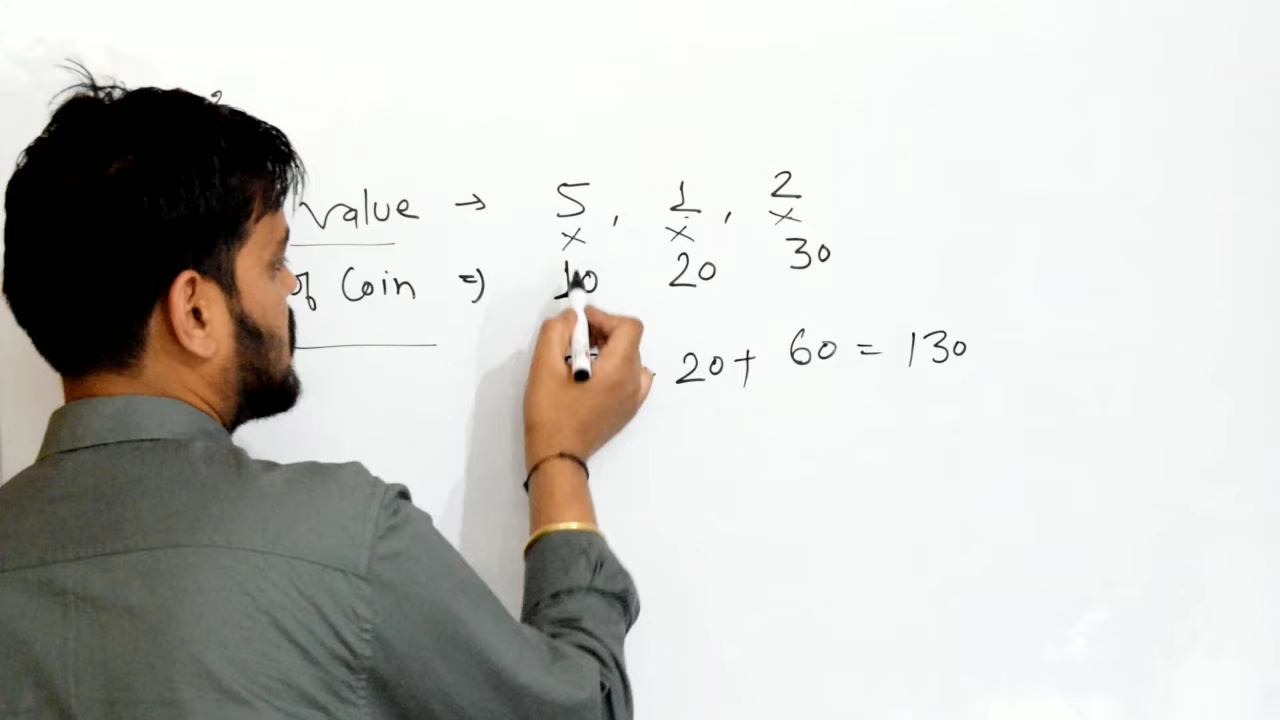 Value → 5 , 1 , 2
x x x
of Coin ⇒ 10 20 30
20 + 60 = 130